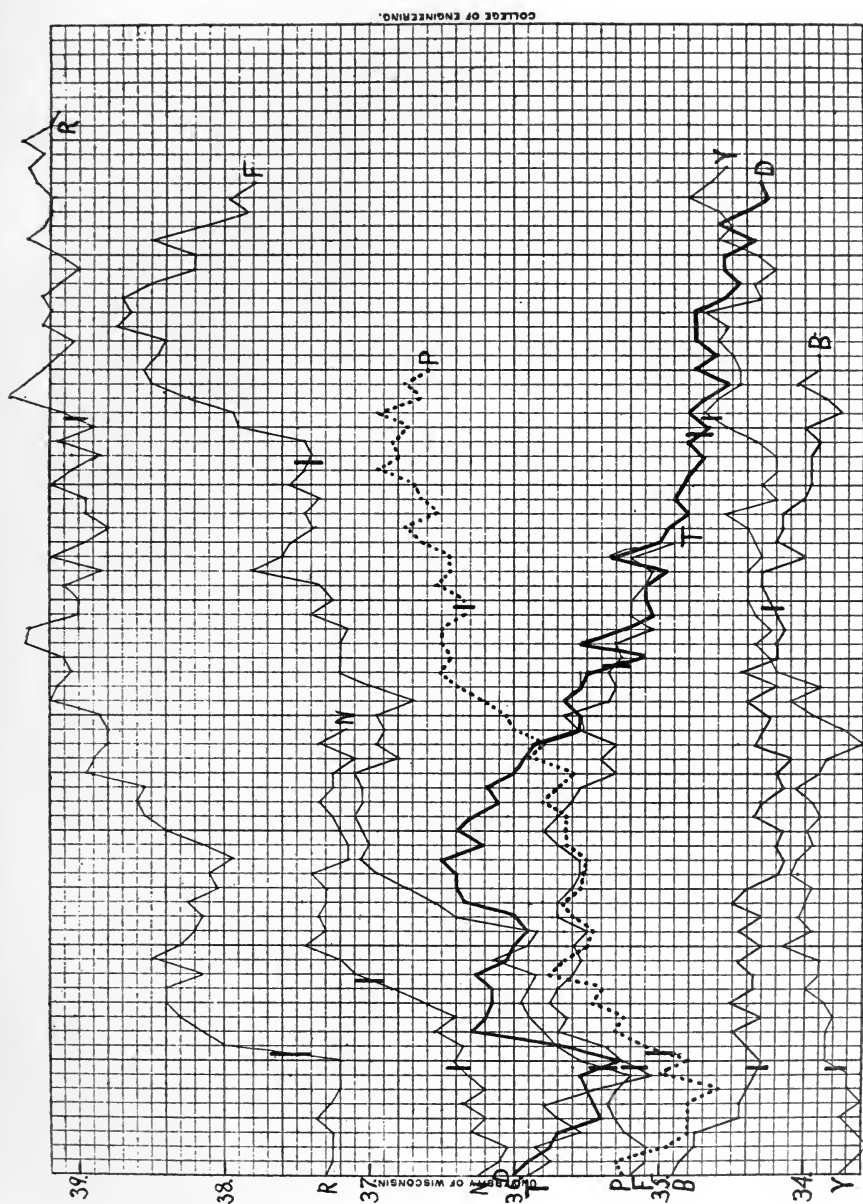 COLLEGE OF ENGINEERING.
R
F
Y
D
P
B
T
N
39.
38.
37.
35.
34.
R
N
D
T
P
F
B
Y
UNIVERSITY OF WISCONSIN.